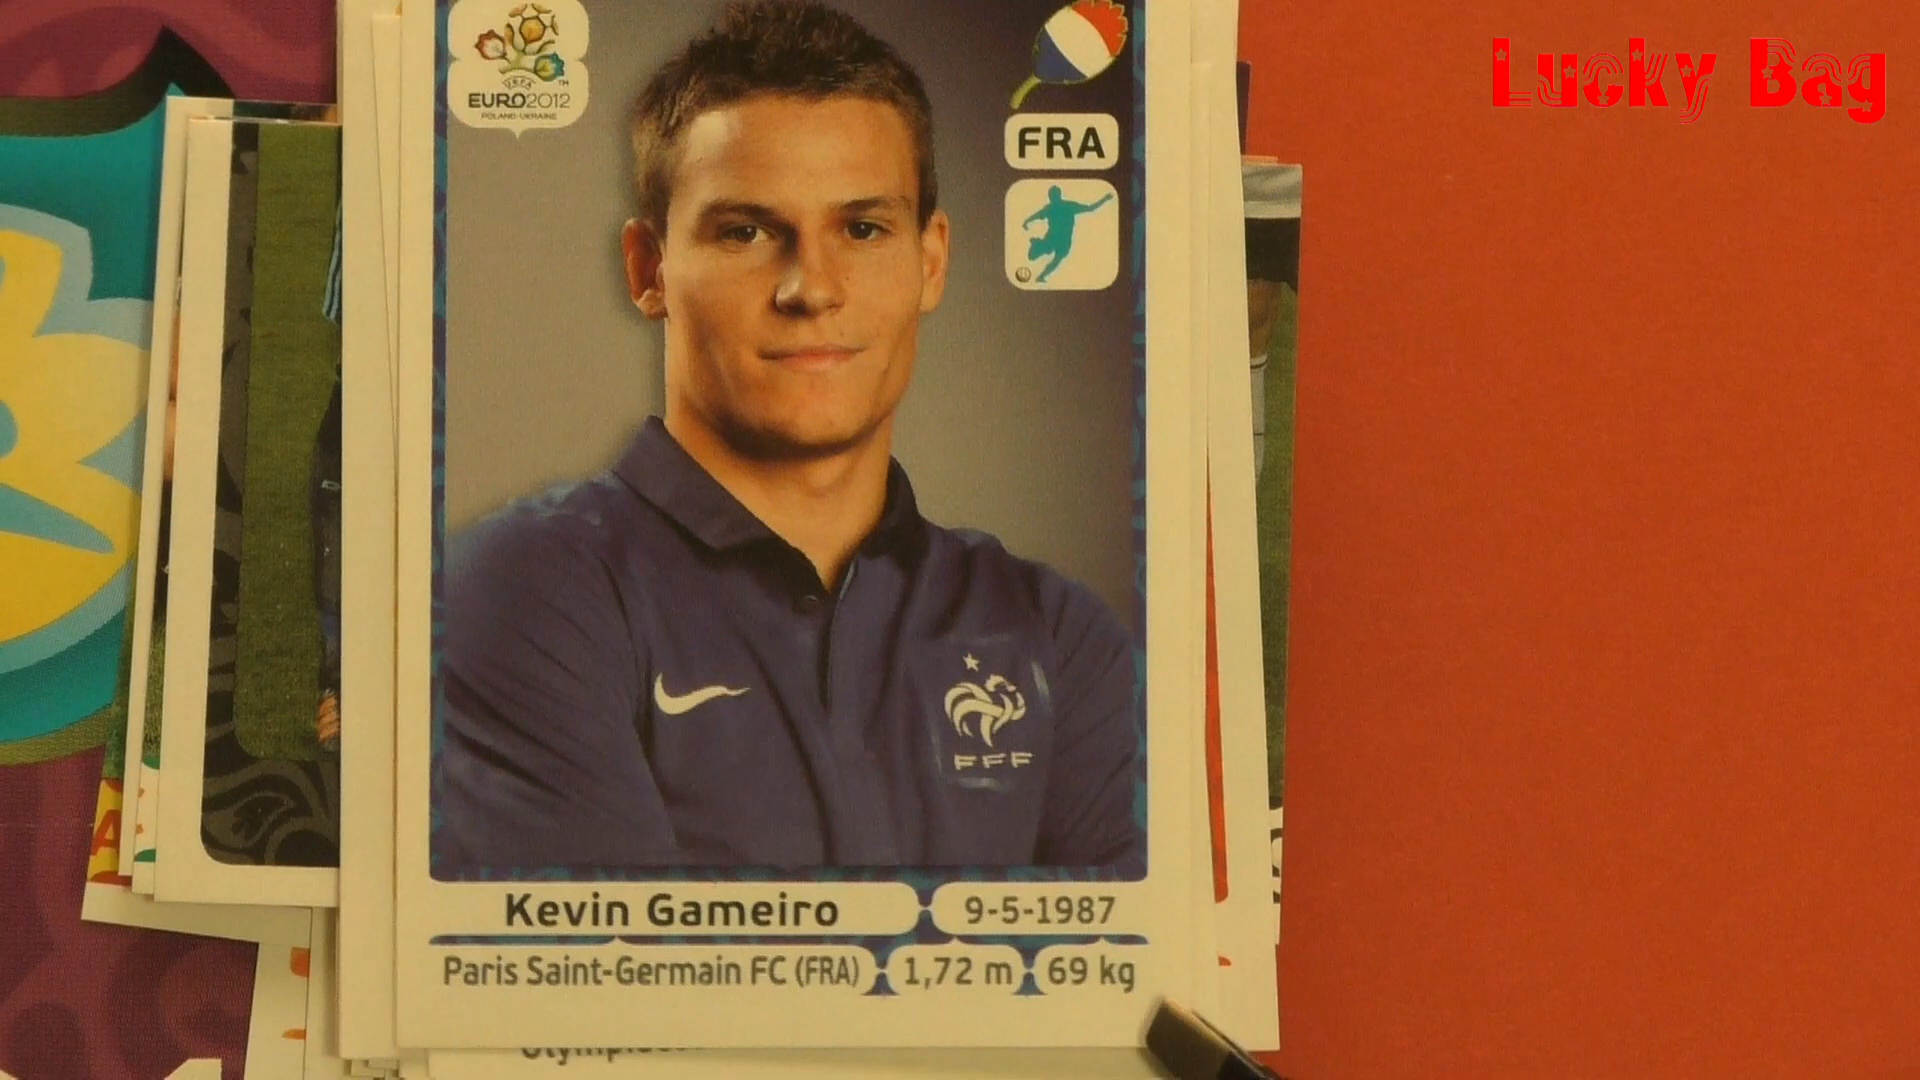 Lucky Bag
UEFA
TM
EURO2012
POLAND-UKRAINE
FRA
FFF
Kevin Gameiro
9-5-1987
Paris Saint-Germain FC (FRA)
1,72 m
69 kg